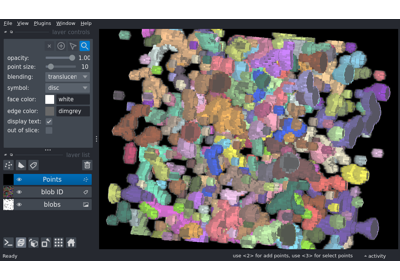 File View Plugins Window Help
layer controls
opacity: 1.00
point size: 10
blending: translucen
symbol: disc
face color: white
edge color: dimgrey
display text:
out of slice:
layer list
Points
blob ID
blobs
Ready
use <2> for add points, use <3> for select points
activity